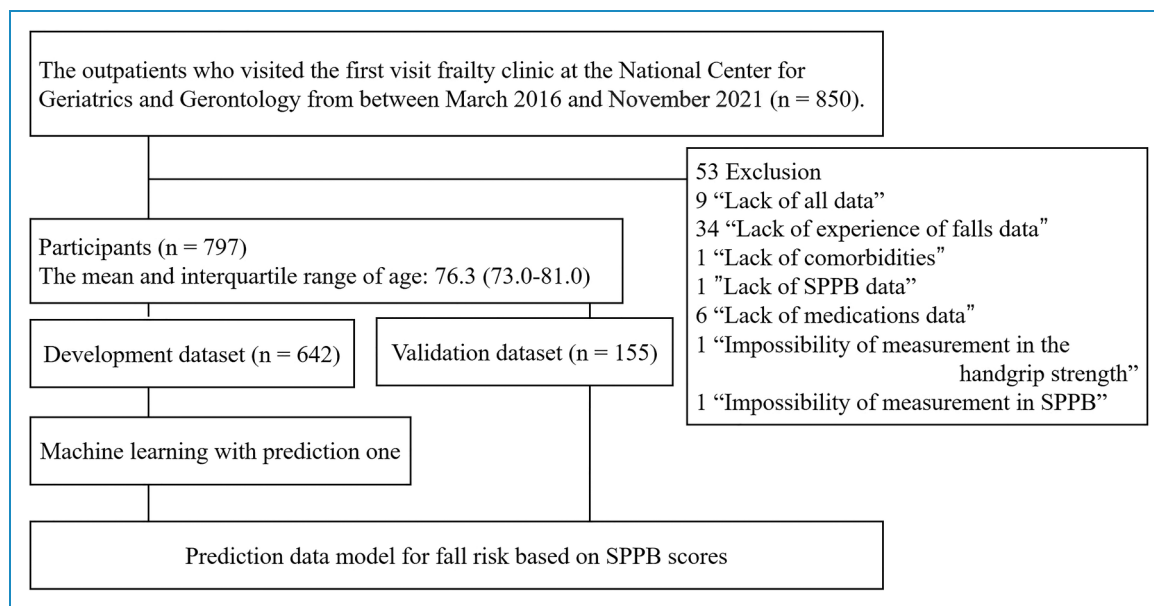 The outpatients who visited the first visit frailty clinic at the National Center for
Geriatrics and Gerontology from between March 2016 and November 2021 (n = 850).
53 Exclusion
9 “Lack of all data”
34 “Lack of experience of falls data”
1 “Lack of comorbidities”
1 ”Lack of SPPB data”
6 “Lack of medications data”
1 “Impossibility of measurement in the
handgrip strength”
1 “Impossibility of measurement in SPPB”
Participants (n = 797)
The mean and interquartile range of age: 76.3 (73.0-81.0)
Development dataset (n = 642)
Validation dataset (n = 155)
Machine learning with prediction one
Prediction data model for fall risk based on SPPB scores